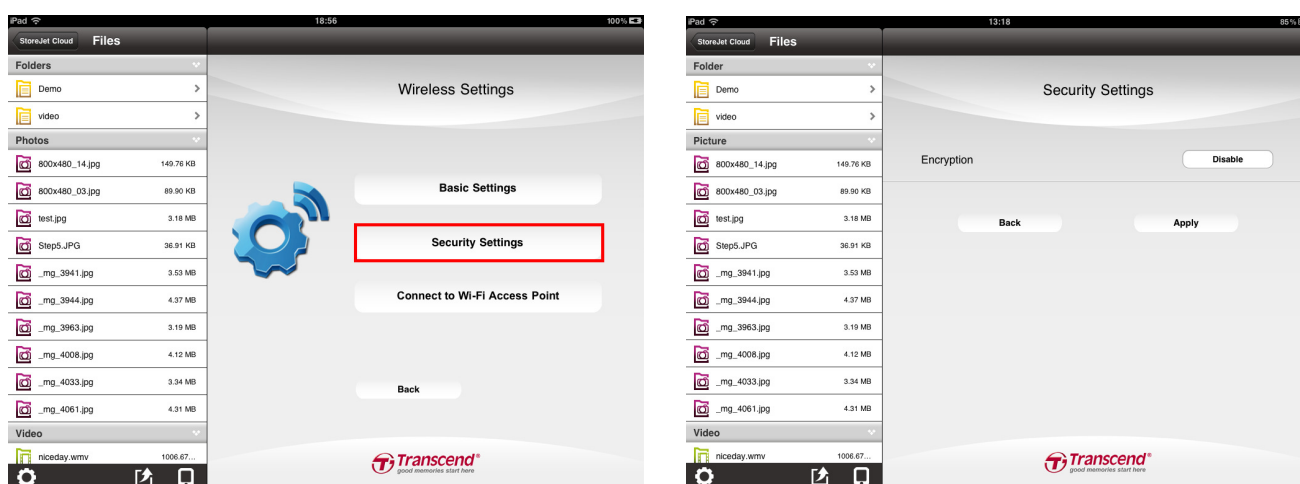 iPad 18:56 100%
StoreJet Cloud Files
Folders
Demo
video
Photos
800x480_14.jpg 149.76 KB
800x480_03.jpg 89.90 KB
test.jpg 3.18 MB
Step5.JPG 36.91 KB
_mg_3941.jpg 3.53 MB
_mg_3944.jpg 4.37 MB
_mg_3963.jpg 3.19 MB
_mg_4008.jpg 4.12 MB
_mg_4033.jpg 3.34 MB
_mg_4061.jpg 4.31 MB
Video
niceday.wmv 1006.67...
Wireless Settings
Basic Settings
Security Settings
Connect to Wi-Fi Access Point
Back
Transcend®
good memories start here
iPad 13:18 85%
StoreJet Cloud Files
Folder
Demo
video
Picture
800x480_14.jpg 149.76 KB
800x480_03.jpg 89.90 KB
test.jpg 3.18 MB
Step5.JPG 36.91 KB
_mg_3941.jpg 3.53 MB
_mg_3944.jpg 4.37 MB
_mg_3963.jpg 3.19 MB
_mg_4008.jpg 4.12 MB
_mg_4033.jpg 3.34 MB
_mg_4061.jpg 4.31 MB
Video
niceday.wmv 1006.67...
Security Settings
Encryption Disable
Back Apply
Transcend®
good memories start here